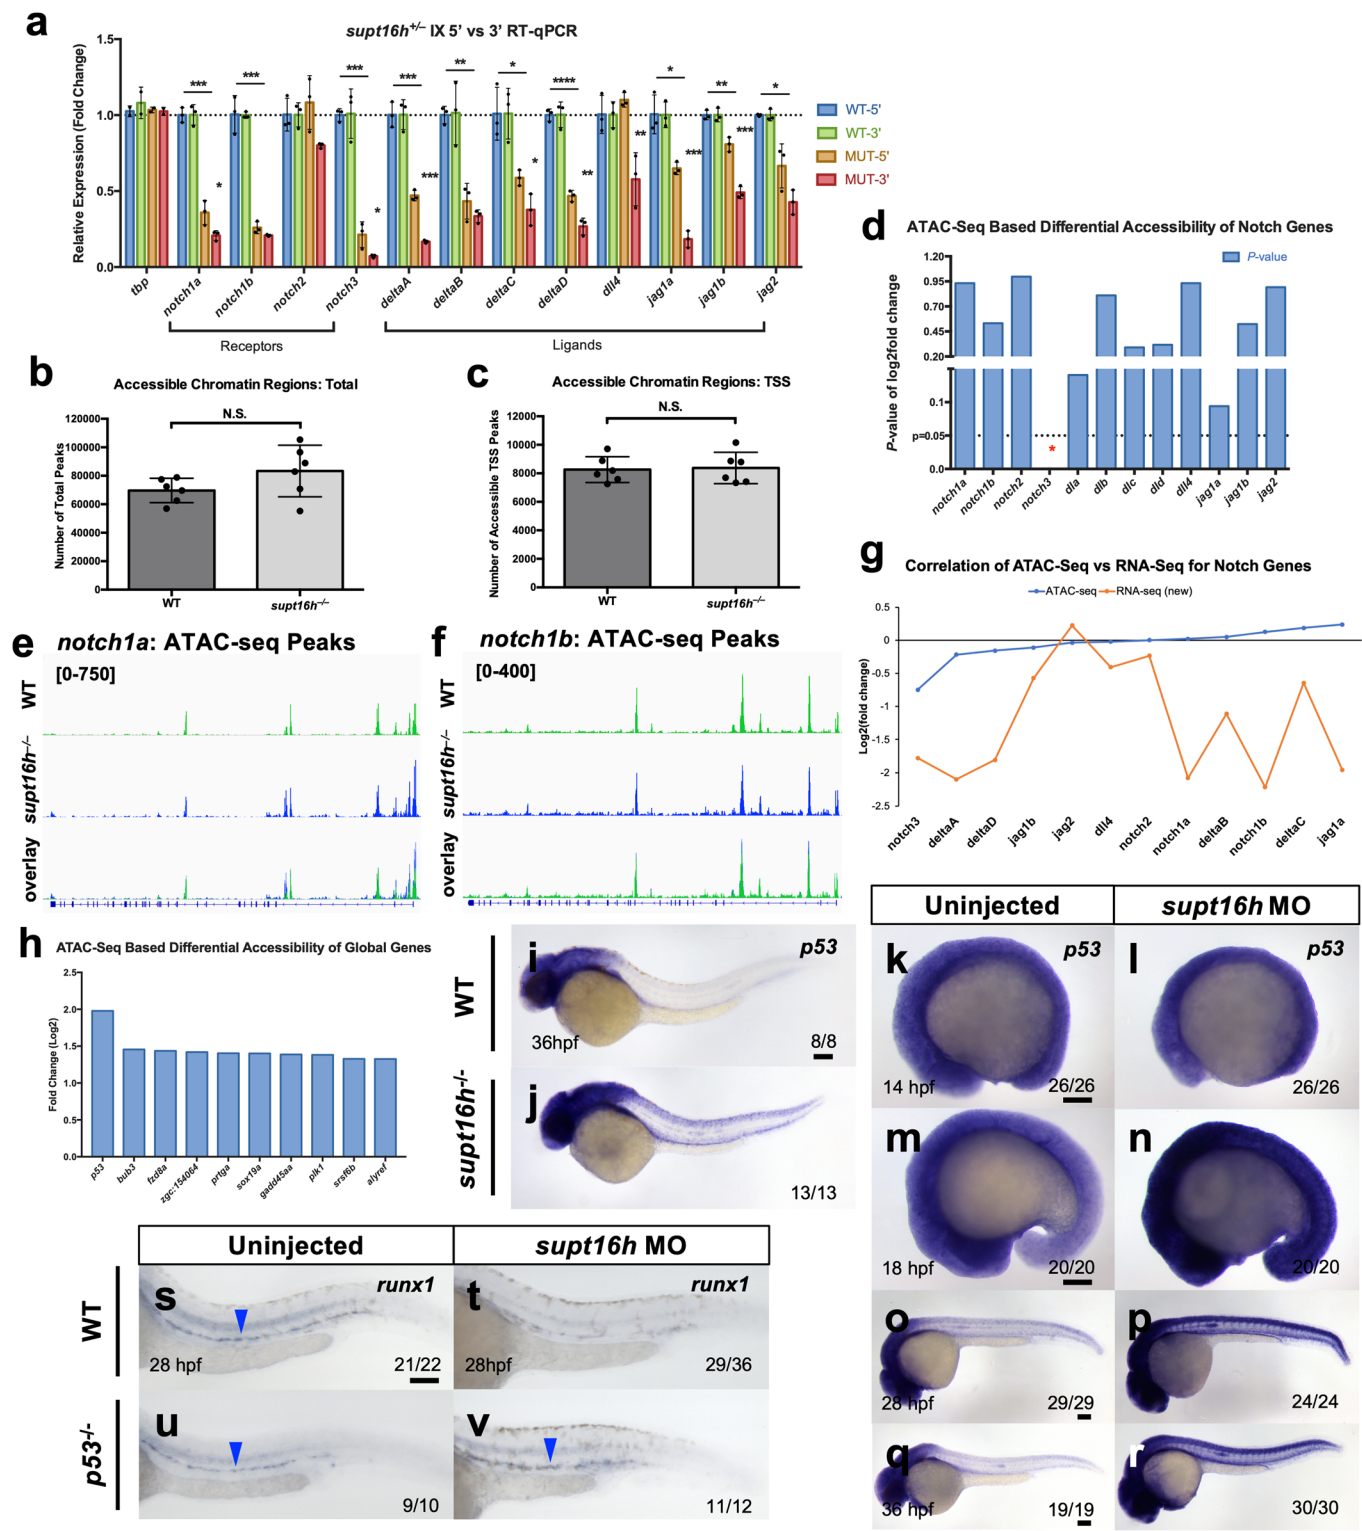 a
supt16h+/– IX 5' vs 3' RT-qPCR
Relative Expression (Fold Change)
1.5
1.0
0.5
0.0
*** *** *** *** ** * **** * ** *
* * *** * ** ** *** ***
WT-5'
WT-3'
MUT-5'
MUT-3'
tbp notch1a notch1b notch2 notch3 deltaA deltaB deltaC deltaD dll4 jag1a jag1b jag2
Receptors
Ligands
b
Accessible Chromatin Regions: Total
N.S.
Number of Total Peaks
120000
100000
80000
60000
40000
20000
0
WT
supt16h–/–
c
Accessible Chromatin Regions: TSS
N.S.
Number of Accessible TSS Peaks
12000
10000
8000
6000
4000
2000
0
WT
supt16h–/–
d
ATAC-Seq Based Differential Accessibility of Notch Genes
P-value
P-value of log2fold change
1.20
0.95
0.70
0.45
0.20
0.1
p=0.05
0.0
*
notch1a notch1b notch2 notch3 dla dlb dlc dld dll4 jag1a jag1b jag2
e
notch1a: ATAC-seq Peaks
[0-750]
WT
supt16h–/–
overlay
f
notch1b: ATAC-seq Peaks
[0-400]
WT
supt16h–/–
overlay
g
Correlation of ATAC-Seq vs RNA-Seq for Notch Genes
ATAC-seq
RNA-seq (new)
Log2(fold change)
0.5
0
-0.5
-1
-1.5
-2
-2.5
notch3 deltaA deltaD jag1b jag2 dll4 notch2 notch1a deltaB notch1b deltaC jag1a
h
ATAC-Seq Based Differential Accessibility of Global Genes
Fold Change (Log2)
2.5
2.0
1.5
1.0
0.5
0.0
p53 bub3 fzd8a zgc:154064 prtga sox19a gadd45aa plk1 srsf6b alyref
WT
i
p53
36hpf
8/8
supt16h-/-
j
13/13
Uninjected
supt16h MO
k
p53
14 hpf
26/26
l
p53
26/26
m
18 hpf
20/20
n
20/20
o
28 hpf
29/29
p
24/24
q
36 hpf
19/19
r
30/30
Uninjected
supt16h MO
WT
s
runx1
28 hpf
21/22
t
runx1
28hpf
29/36
p53-/-
u
9/10
v
11/12